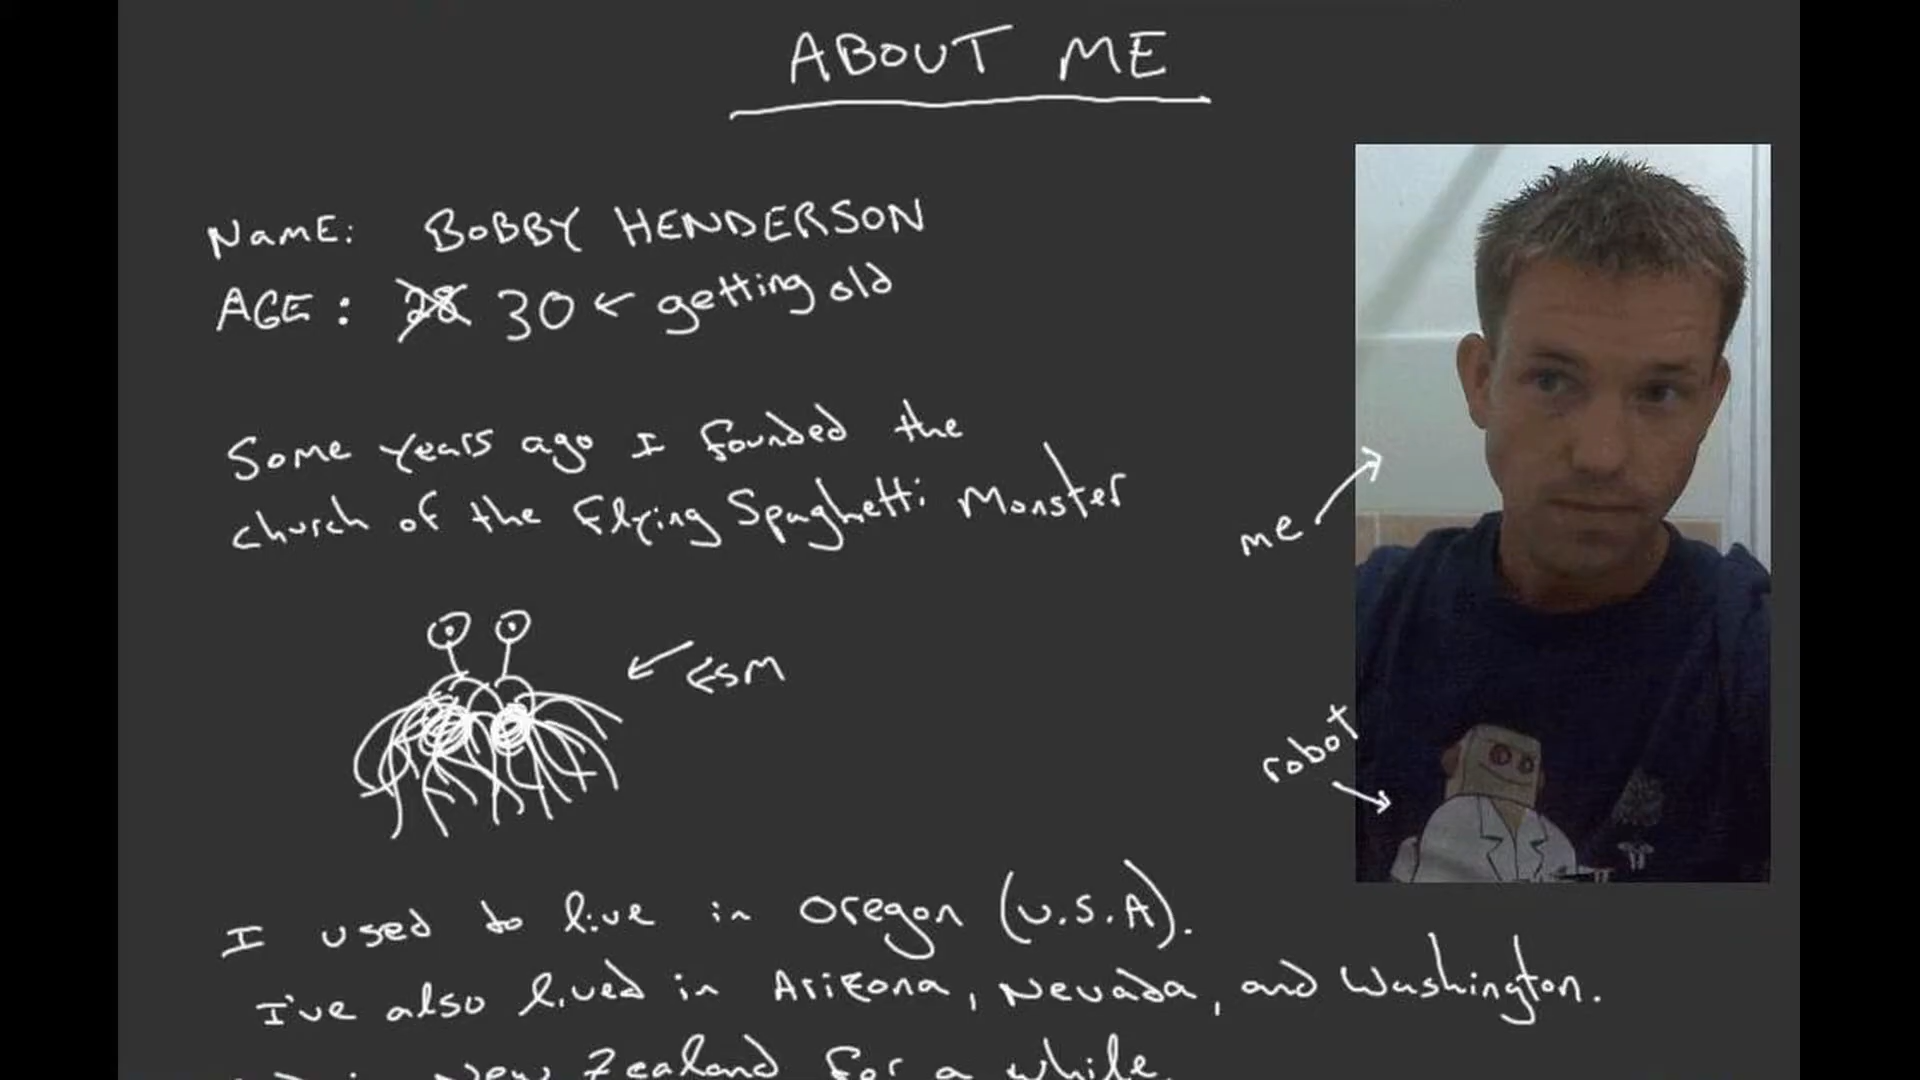 ABOUT ME
NAME: BOBBY HENDERSON
AGE: 28 30 ← getting old
Some years ago I founded the
church of the Flying Spaghetti Monster
me
← FSM
robot
I used to live in Oregon (U.S.A).
I've also lived in Arizona, Nevada, and Washington.
New Zealand for a while.